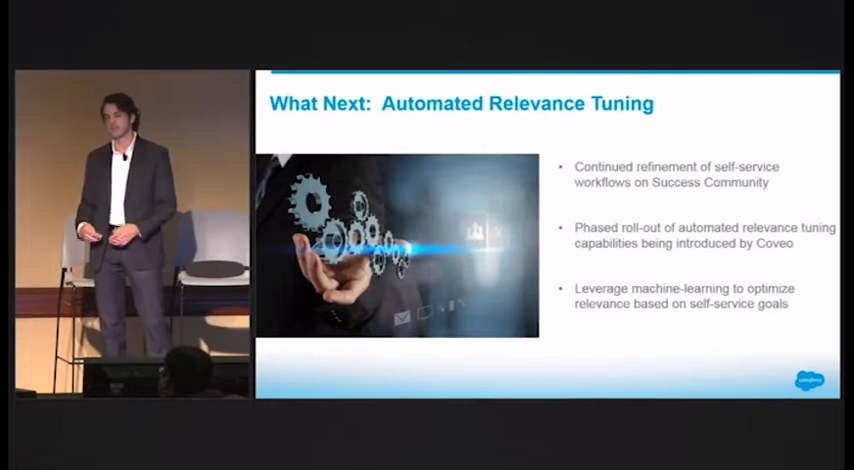 What Next:  Automated Relevance Tuning
• Continued refinement of self-service
workflows on Success Community
• Phased roll-out of automated relevance tuning
capabilities being introduced by Coveo
• Leverage machine-learning to optimize
relevance based on self-service goals
salesforce